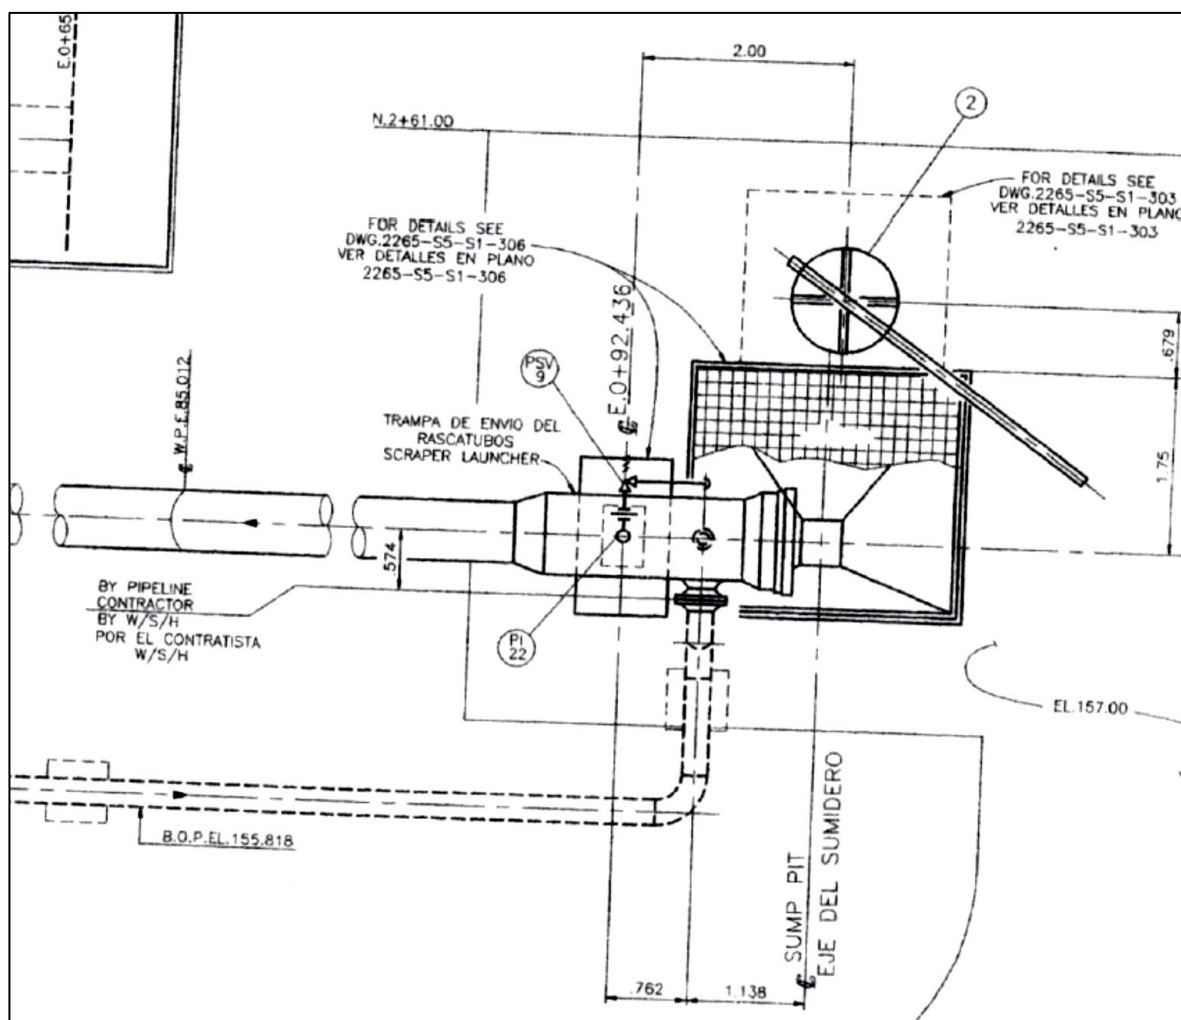 E.0+65
2.00
2
N.2+61.00
FOR DETAILS SEE
DWG.2265-S5-S1-303
VER DETALLES EN PLANO
2265-S5-S1-303
FOR DETAILS SEE
DWG.2265-S5-S1-306
VER DETALLES EN PLANO
2265-S5-S1-306
E.0+92.436
.679
PSV
9
W.P.E.85.012
TRAMPA DE ENVIO DEL
RASCATUBOS
SCRAPER LAUNCHER
1.75
.574
BY PIPELINE
CONTRACTOR
BY W/S/H
POR EL CONTRATISTA
W/S/H
PI
22
EL.157.00
B.O.P.EL.155.818
SUMP PIT
EJE DEL SUMIDERO
.762
1.138